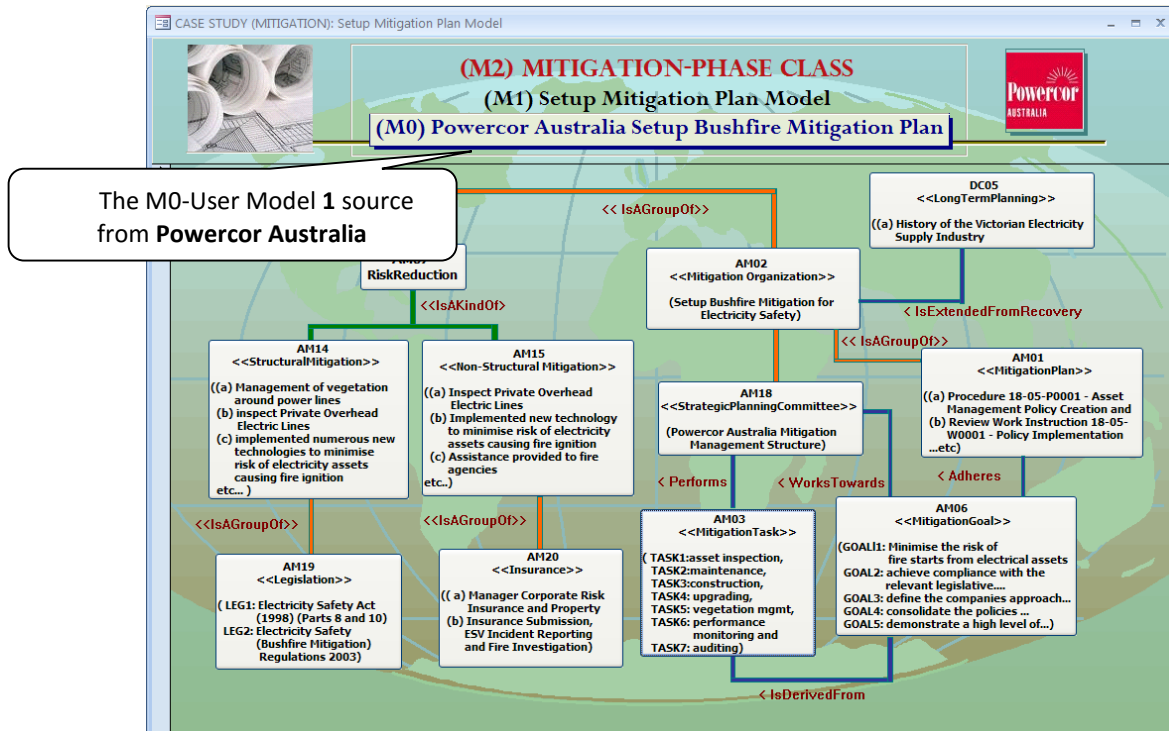 CASE STUDY (MITIGATION): Setup Mitigation Plan Model
(M2) MITIGATION-PHASE CLASS
(M1) Setup Mitigation Plan Model
(M0) Powercor Australia Setup Bushfire Mitigation Plan
Powercor
AUSTRALIA
The M0-User Model 1 source
from Powercor Australia
<< IsAGroupOf>>
DC05
<<LongTermPlanning>>
((a) History of the Victorian Electricity
Supply Industry
RiskReduction
<<IsAKindOf>
AM02
<<Mitigation Organization>>
(Setup Bushfire Mitigation for
Electricity Safety)
< IsExtendedFromRecovery
<< IsAGroupOf>>
AM14
<<StructuralMitigation>>
((a) Management of vegetation
around power lines
(b) inspect Private Overhead
Electric Lines
(c) implemented numerous new
technologies to minimise
risk of electricity assets
causing fire ignition
etc... )
AM15
<<Non-Structural Mitigation>>
((a) Inspect Private Overhead
Electric Lines
(b) Implemented new technology
to minimise risk of electricity
assets causing fire ignition
(c) Assistance provided to fire
agencies
etc..)
AM18
<<StrategicPlanningCommittee>>
(Powercor Australia Mitigation
Management Structure)
AM01
<<MitigationPlan>>
((a) Procedure 18-05-P0001 - Asset
Management Policy Creation and
(b) Review Work Instruction 18-05-
W0001 - Policy Implementation
...etc)
< Performs
< WorksTowards
< Adheres
<<IsAGroupOf>>
<<IsAGroupOf>>
AM19
<<Legislation>>
( LEG1: Electricity Safety Act
(1998) (Parts 8 and 10)
LEG2: Electricity Safety
(Bushfire Mitigation)
Regulations 2003)
AM20
<<Insurance>>
(( a) Manager Corporate Risk
Insurance and Property
(b) Insurance Submission,
ESV Incident Reporting
and Fire Investigation)
AM03
<<MitigationTask>>
( TASK1:asset inspection,
TASK2:maintenance,
TASK3:construction,
TASK4: upgrading,
TASK5: vegetation mgmt,
TASK6: performance
monitoring and
TASK7: auditing)
AM06
<<MitigationGoal>>
(GOALl1: Minimise the risk of
fire starts from electrical assets
GOAL2: achieve compliance with the
relevant legislative....
GOAL3: define the companies approach...
GOAL4: consolidate the policies ...
GOAL5: demonstrate a high level of...)
< IsDerivedFrom